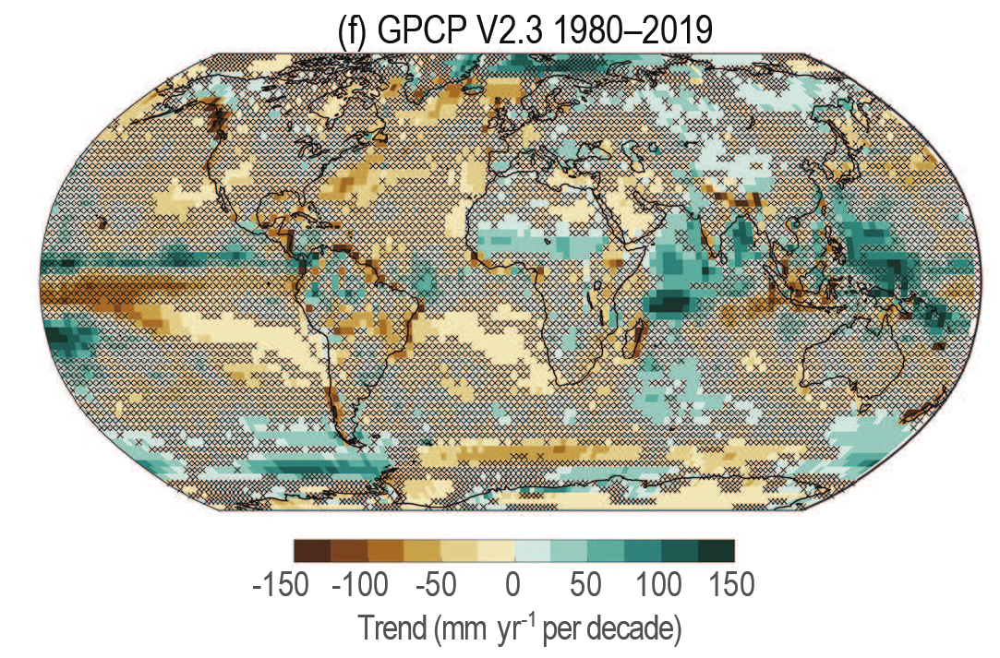 (f) GPCP V2.3 1980–2019
-150 -100 -50 0 50 100 150
Trend (mm yr⁻¹ per decade)